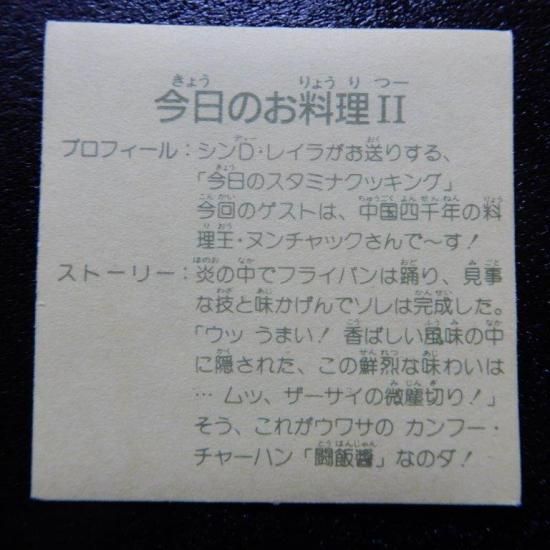 今日のお料理II
プロフィール：シンD・レイラがお送りする、
「今日のスタミナクッキング」
今回のゲストは、中国四千年の料
理王・ヌンチャックさんで〜す！
ストーリー：炎の中でフライパンは踊り、見事
な技と味かげんでソレは完成した。
「ウッ うまい！ 香ばしい風味の中
に隠された、この鮮烈な味わいは
… ムッ、ザーサイの微塵切り！」
そう、これがウワサの カンフー・
チャーハン「闘飯醤」なのダ！